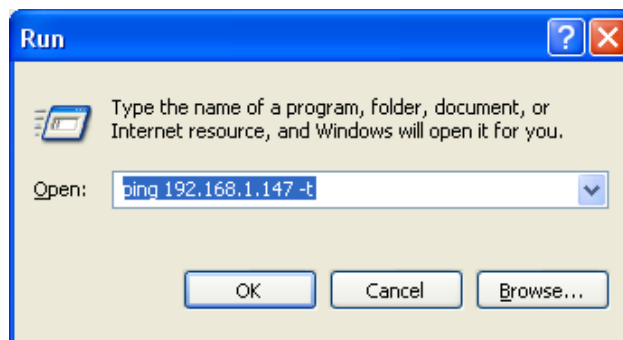 Run
Type the name of a program, folder, document, or
Internet resource, and Windows will open it for you.
Open:
ping 192.168.1.147 -t
OK
Cancel
Browse...